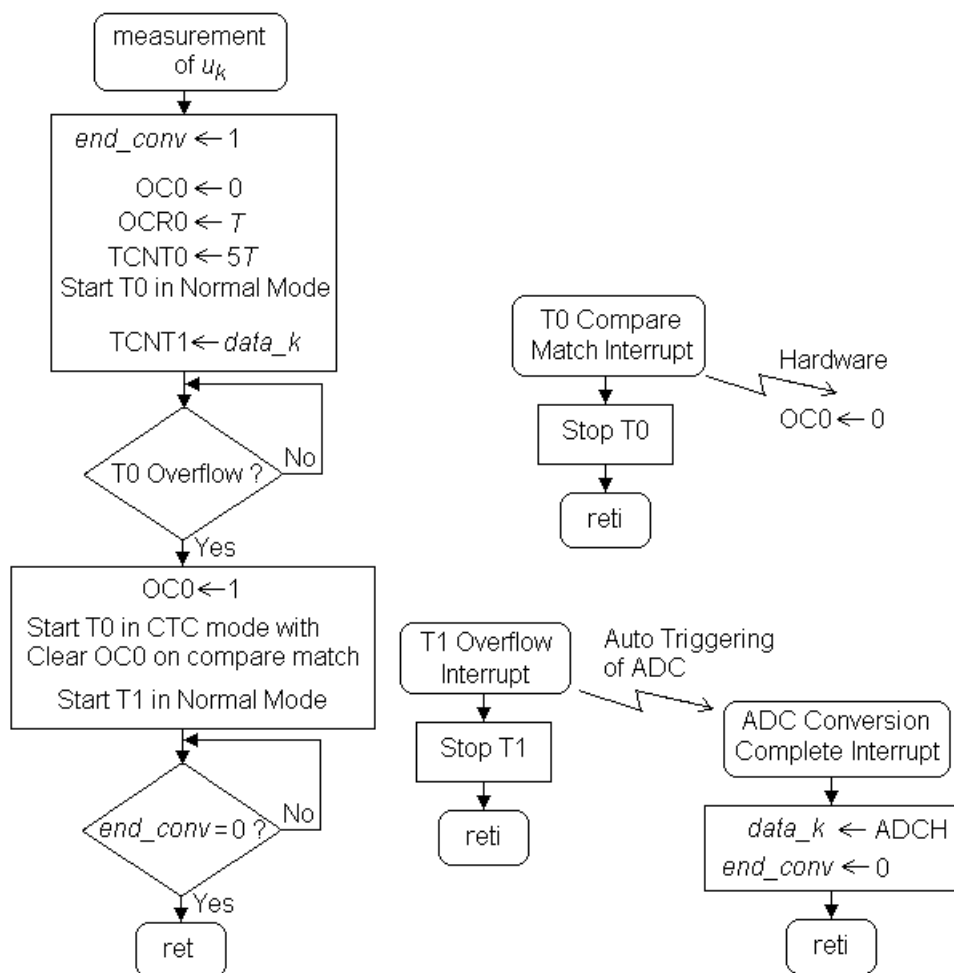 measurement
of u_k
end_conv ← 1
OC0 ← 0
OCR0 ← T
TCNT0 ← 5T
Start T0 in Normal Mode
TCNT1 ← data_k
T0 Overflow ?
No
Yes
OC0 ← 1
Start T0 in CTC mode with
Clear OC0 on compare match
Start T1 in Normal Mode
end_conv = 0 ?
No
Yes
ret
T0 Compare
Match Interrupt
Hardware
OC0 ← 0
Stop T0
reti
T1 Overflow
Interrupt
Auto Triggering
of ADC
Stop T1
reti
ADC Conversion
Complete Interrupt
data_k ← ADCH
end_conv ← 0
reti